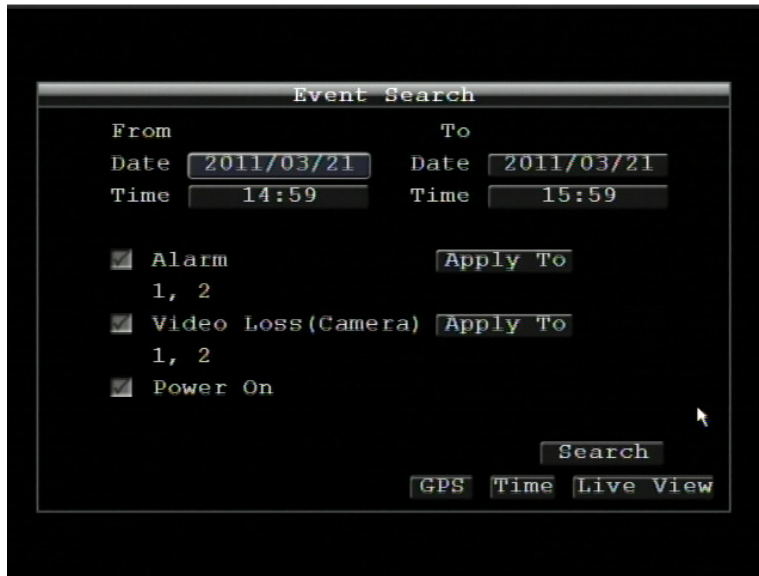 Event Search
From To
Date 2011/03/21 Date 2011/03/21
Time 14:59 Time 15:59
Alarm Apply To
1, 2
Video Loss(Camera) Apply To
1, 2
Power On
Search
GPS Time Live View